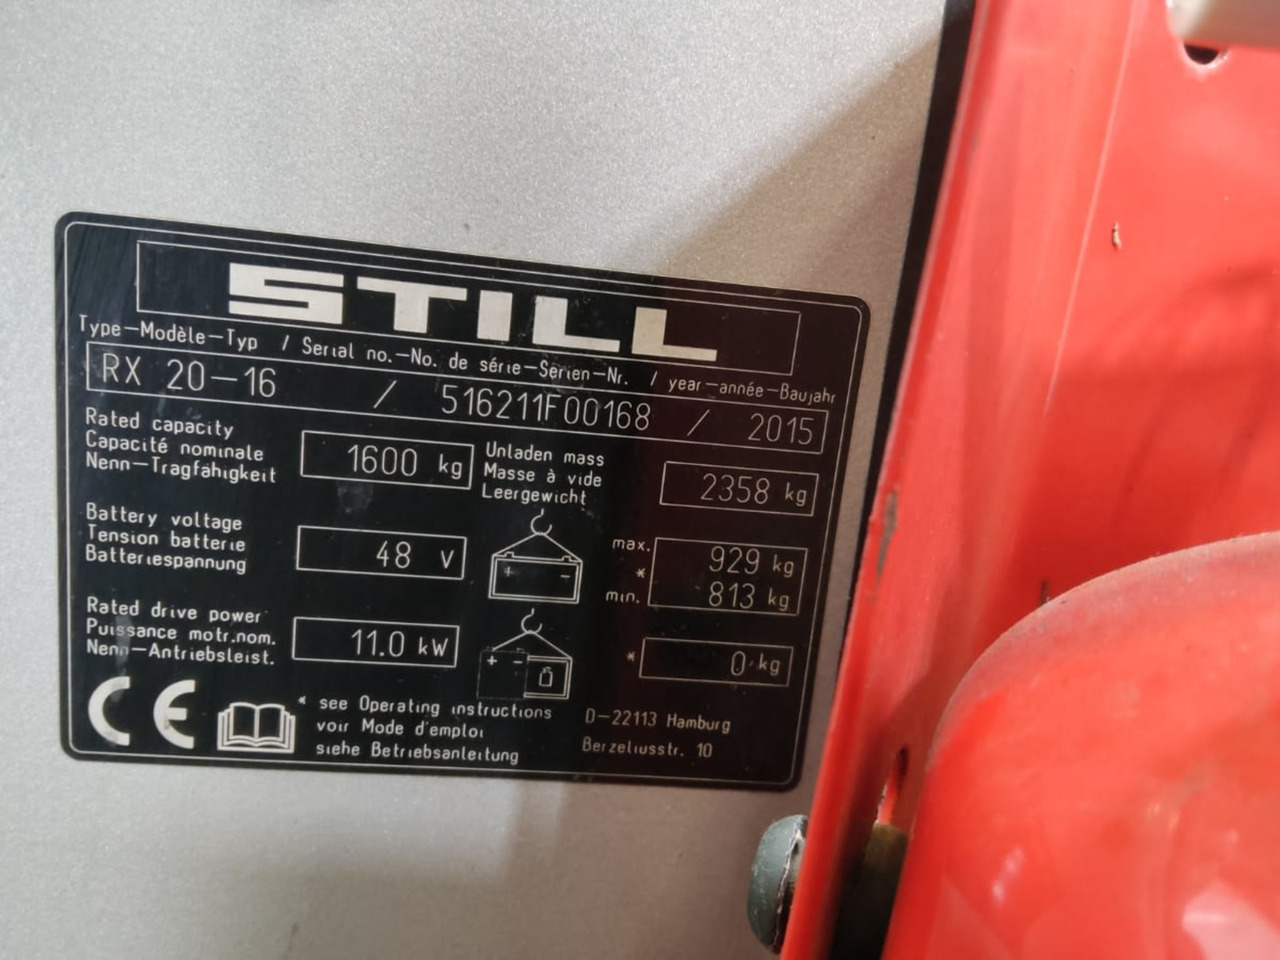 STILL
Type–Modèle–Typ / Serial no.–No. de série–Serien-Nr. / year–année–Baujahr
RX 20–16 / 516211F00168 / 2015
Rated capacity
Capacité nominale
Nenn–Tragfähigkeit
1600 kg
Unladen mass
Masse à vide
Leergewicht
2358 kg
Battery voltage
Tension batterie
Batteriespannung
48 V
+ –
max. 929 kg
*
min. 813 kg
Rated drive power
Puissance motr.nom.
Nenn–Antriebsleist.
11.0 kW
+ –
* 0 kg
CE
* see Operating instructions
voir Mode d'emploi
siehe Betriebsanleitung
D–22113 Hamburg
Berzeliusstr. 10